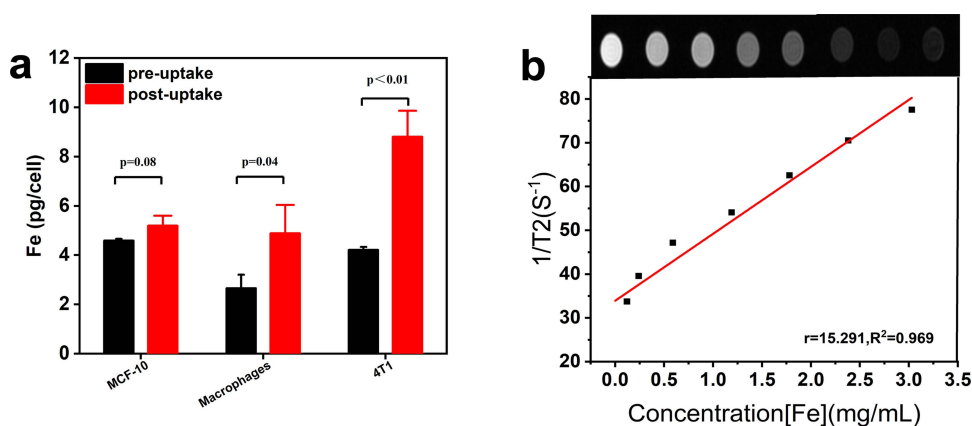 a
12
10
8
6
4
2
0
Fe (pg/cell)
pre-uptake
post-uptake
p=0.08
p=0.04
p<0.01
MCF-10
Macrophages
4T1
b
80
70
60
50
40
30
20
1/T2(S⁻¹)
r=15.291,R²=0.969
0.0 0.5 1.0 1.5 2.0 2.5 3.0 3.5
Concentration[Fe](mg/mL)